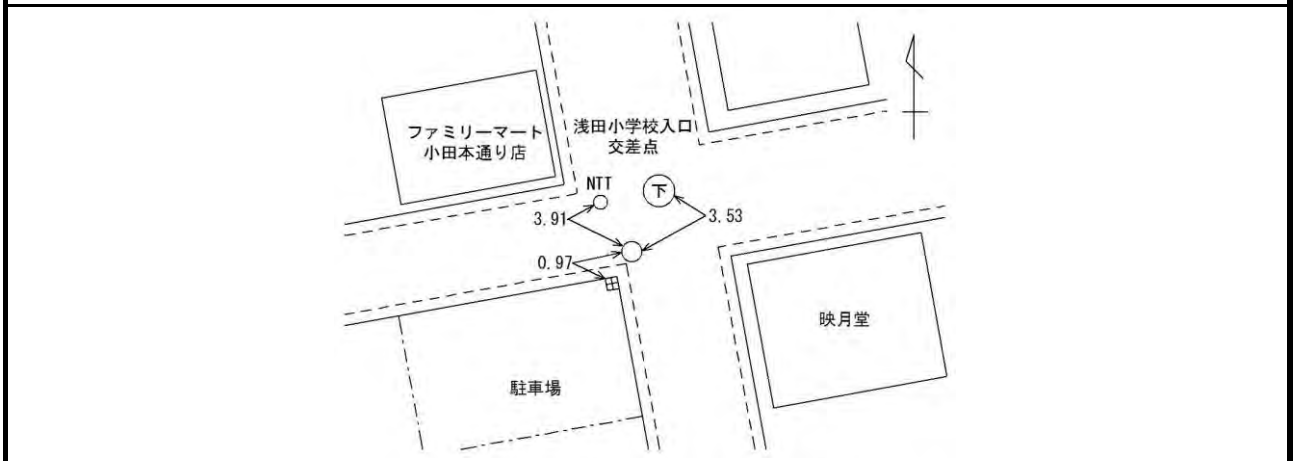 ファミリーマート
小田本通り店
浅田小学校入口
交差点
NTT
下
3.91
3.53
0.97
映月堂
駐車場